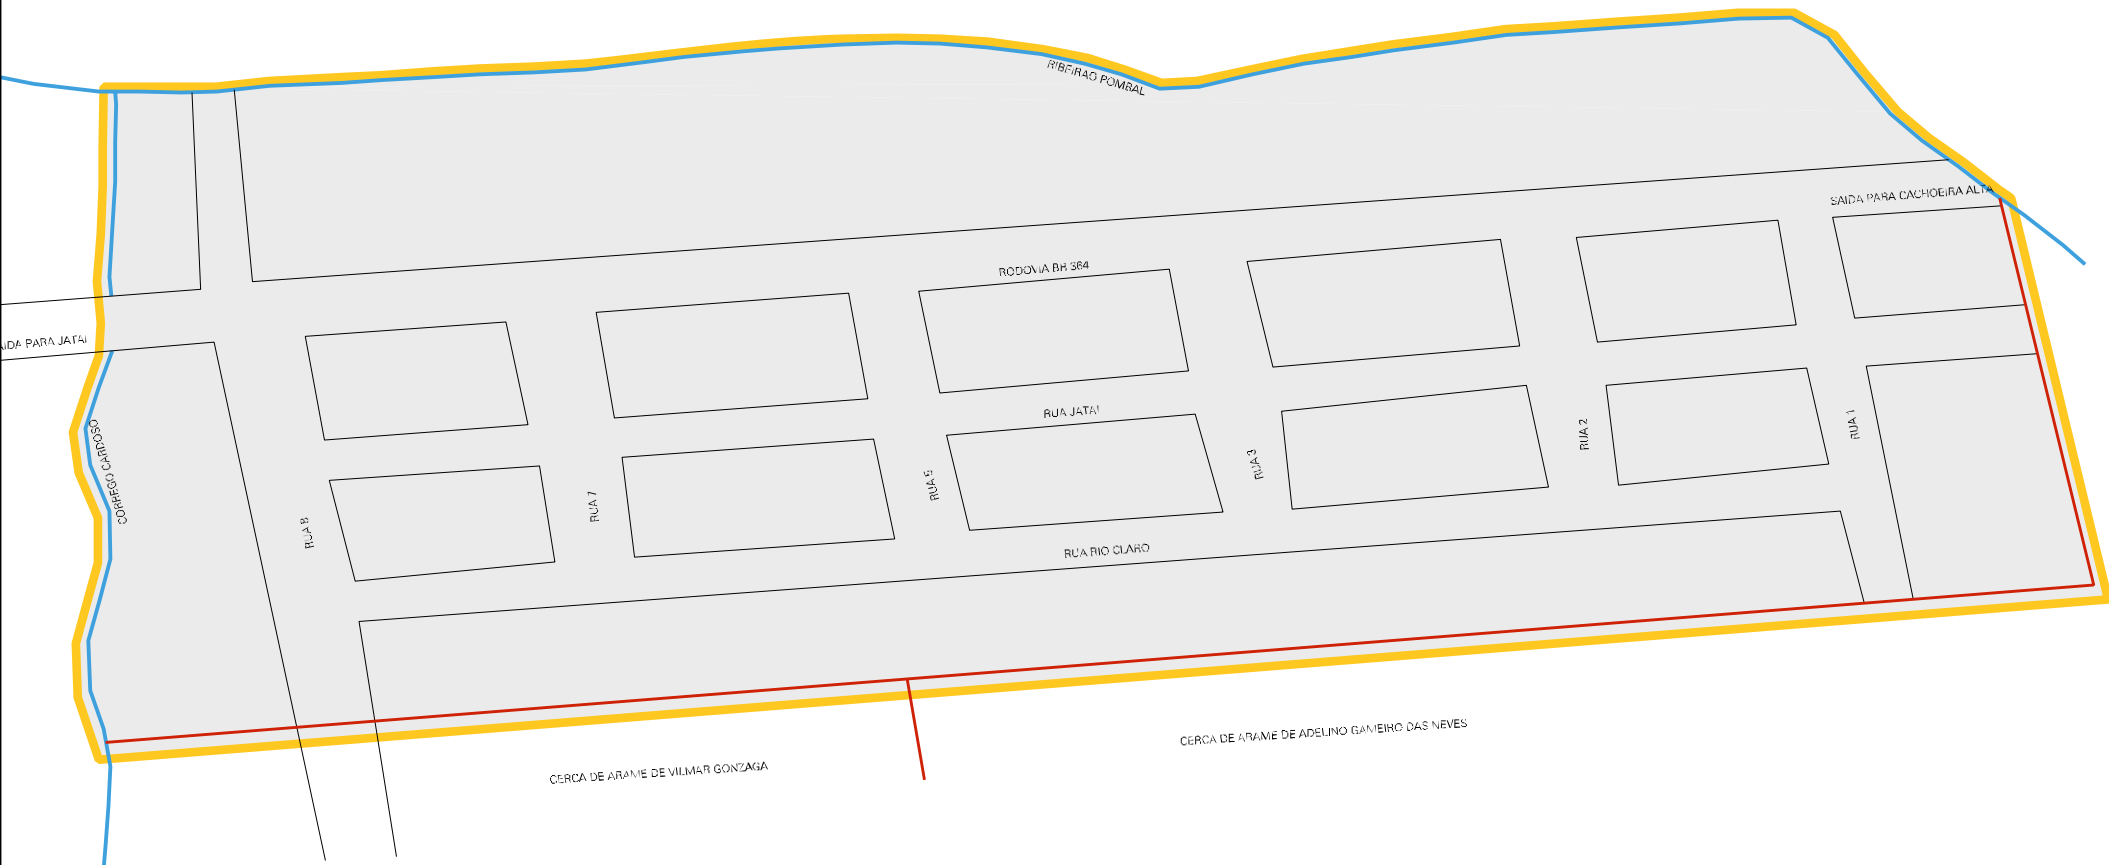 RIBEIRAO POMBAL
SAIDA PARA CACHOEIRA ALTA
RODOVIA BR 364
SAIDA PARA JATAI
RUA JATAI
CORREGO CARDOSO
RUA 8
RUA 7
RUA 5
RUA 3
RUA 2
RUA 1
RUA RIO CLARO
CERCA DE ARAME DE VILMAR GONZAGA
CERCA DE ARAME DE ADELINO GAMEIRO DAS NEVES